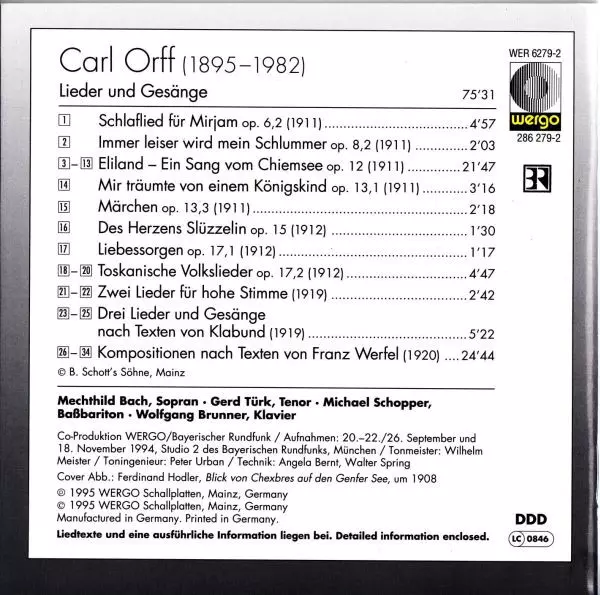 Carl Orff (1895–1982)
WER 6279-2
Lieder und Gesänge 75'31
wergo
286 279-2
1 Schlaflied für Mirjam op. 6,2 (1911) 4'57
2 Immer leiser wird mein Schlummer op. 8,2 (1911) 2'03
3–13 Eliland – Ein Sang vom Chiemsee op. 12 (1911) 21'47
BR
14 Mir träumte von einem Königskind op. 13,1 (1911) 3'16
15 Märchen op. 13,3 (1911) 2'18
16 Des Herzens Slüzzelin op. 15 (1912) 1'30
17 Liebessorgen op. 17,1 (1912) 1'17
18–20 Toskanische Volkslieder op. 17,2 (1912) 4'47
21–22 Zwei Lieder für hohe Stimme (1919) 2'42
23–25 Drei Lieder und Gesänge
nach Texten von Klabund (1919) 5'22
26–34 Kompositionen nach Texten von Franz Werfel (1920) 24'44
© B. Schott's Söhne, Mainz
Mechthild Bach, Sopran · Gerd Türk, Tenor · Michael Schopper,
Baßbariton · Wolfgang Brunner, Klavier
Co-Produktion WERGO/Bayerischer Rundfunk / Aufnahmen: 20.–22./26. September und
18. November 1994, Studio 2 des Bayerischen Rundfunks, München / Tonmeister: Wilhelm
Meister / Toningenieur: Peter Urban / Technik: Angela Bernt, Walter Spring
Cover Abb.: Ferdinand Hodler, Blick von Chexbres auf den Genfer See, um 1908
℗ 1995 WERGO Schallplatten, Mainz, Germany
© 1995 WERGO Schallplatten, Mainz, Germany
Manufactured in Germany. Printed in Germany.
DDD
Liedtexte und eine ausführliche Information liegen bei. Detailed information enclosed.
LC 0846